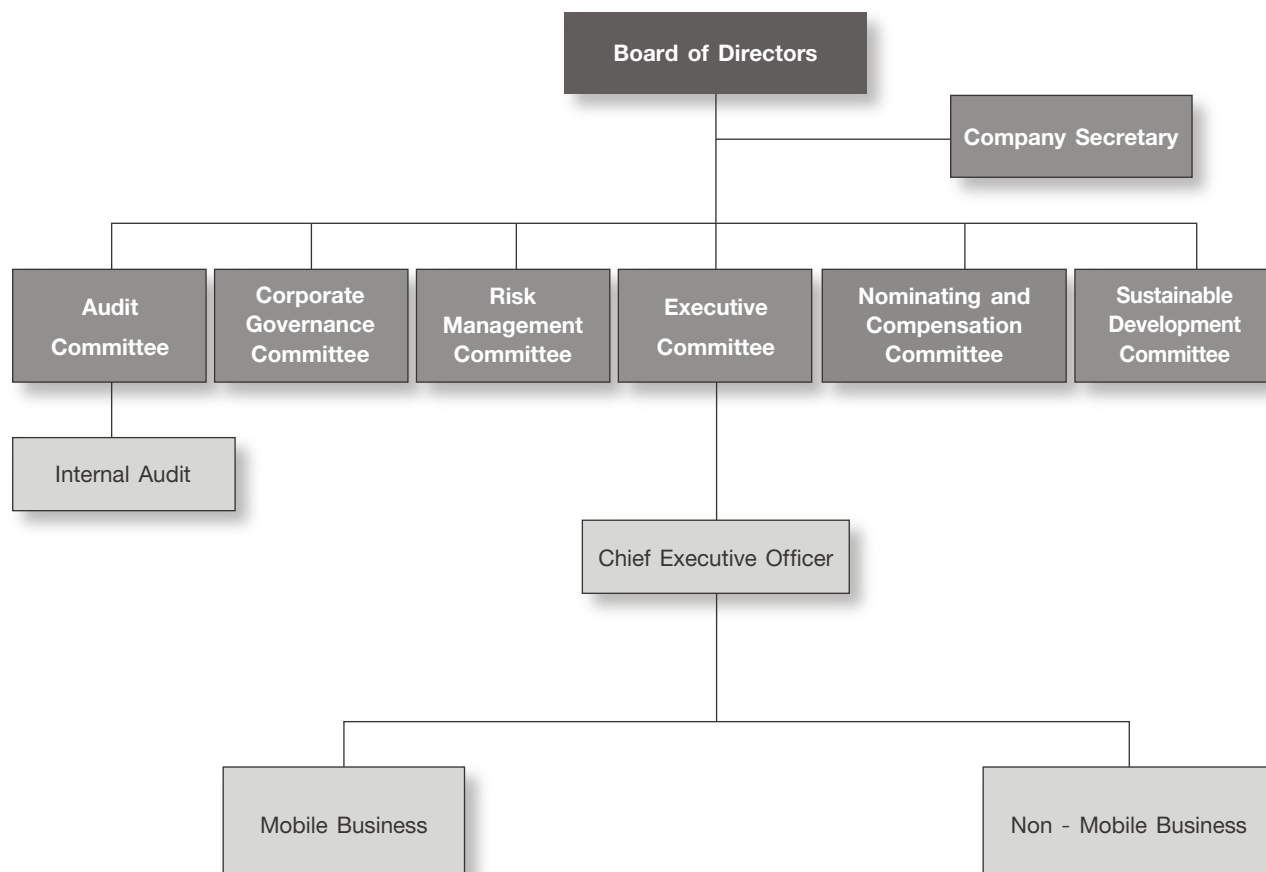 Board of Directors
Company Secretary
Audit
Committee
Corporate
Governance
Committee
Risk
Management
Committee
Executive
Committee
Nominating and
Compensation
Committee
Sustainable
Development
Committee
Internal Audit
Chief Executive Officer
Mobile Business
Non - Mobile Business